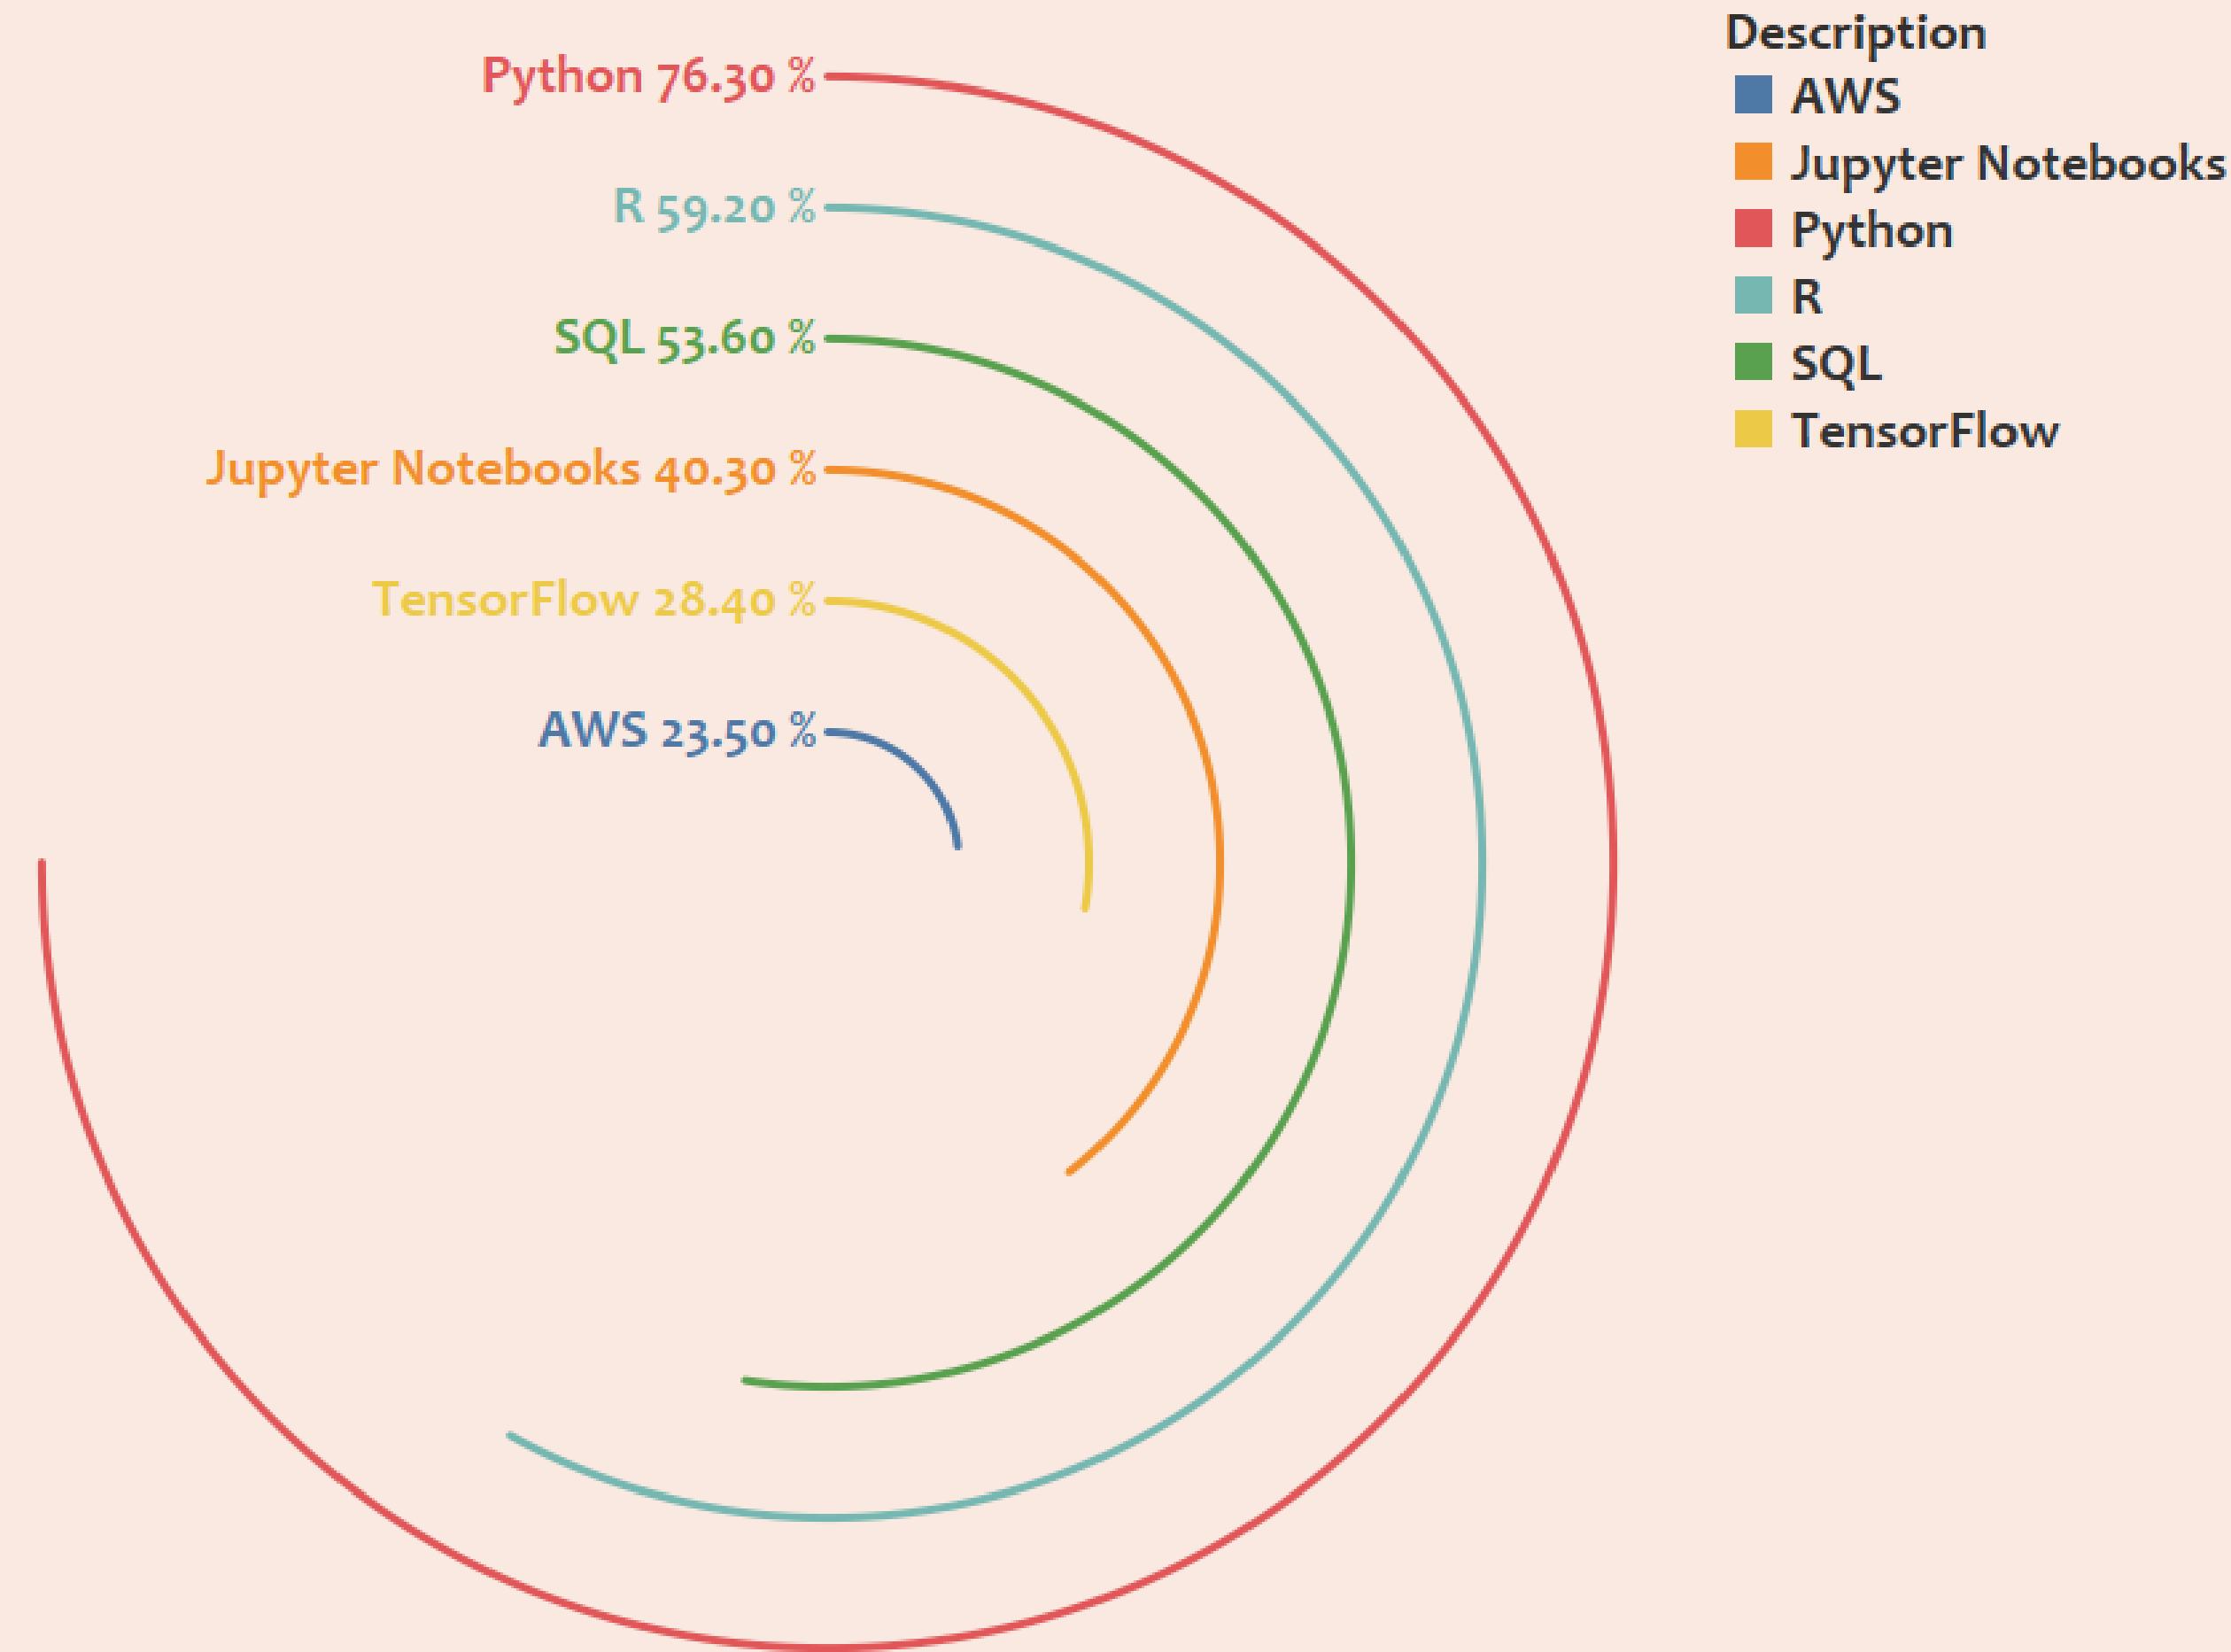 Python 76.30 %
R 59.20 %
SQL 53.60 %
Jupyter Notebooks 40.30 %
TensorFlow 28.40 %
AWS 23.50 %
Description
AWS
Jupyter Notebooks
Python
R
SQL
TensorFlow